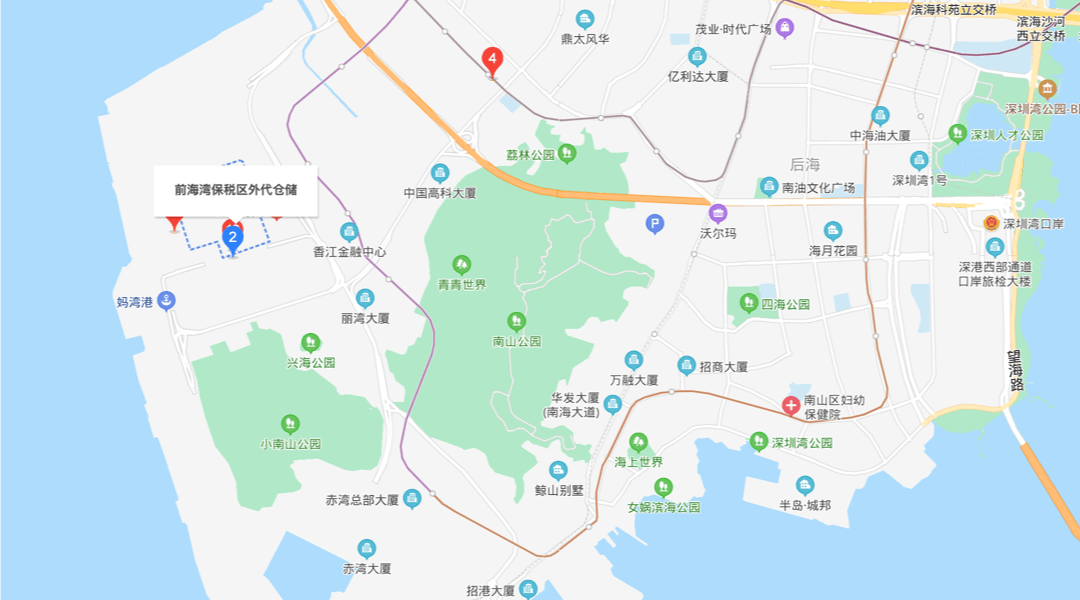 滨海科苑立交桥
滨海沙河
西立交桥
鼎太风华
茂业·时代广场
4
亿利达大厦
深圳湾公园-B
中海油大厦
深圳人才公园
荔林公园
后海
中国高科大厦
南油文化广场
深圳湾1号
前海湾保税区外代仓储
3
P
沃尔玛
深圳湾口岸
2
香江金融中心
海月花园
深港西部通道
口岸旅检大楼
青青世界
妈湾港
丽湾大厦
四海公园
南山公园
兴海公园
望海路
万融大厦
招商大厦
华发大厦
(南海大道)
南山区妇幼
保健院
小南山公园
深圳湾公园
海上世界
鲸山别墅
赤湾总部大厦
女娲滨海公园
半岛·城邦
赤湾大厦
招港大厦